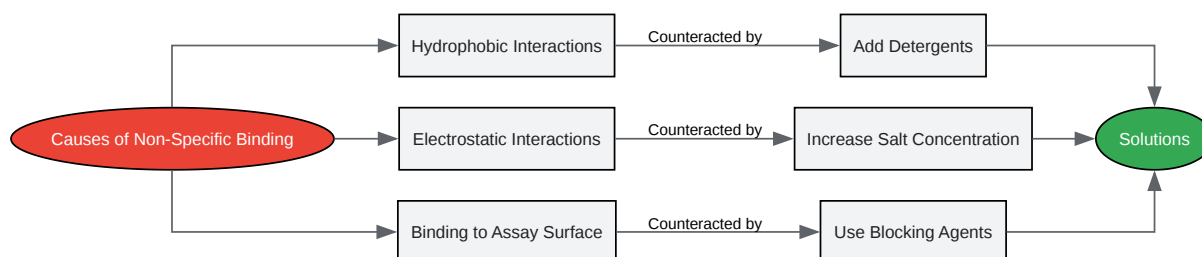 Hydrophobic Interactions
Counteracted by
Add Detergents
Causes of Non-Specific Binding
Electrostatic Interactions
Counteracted by
Increase Salt Concentration
Solutions
Binding to Assay Surface
Counteracted by
Use Blocking Agents